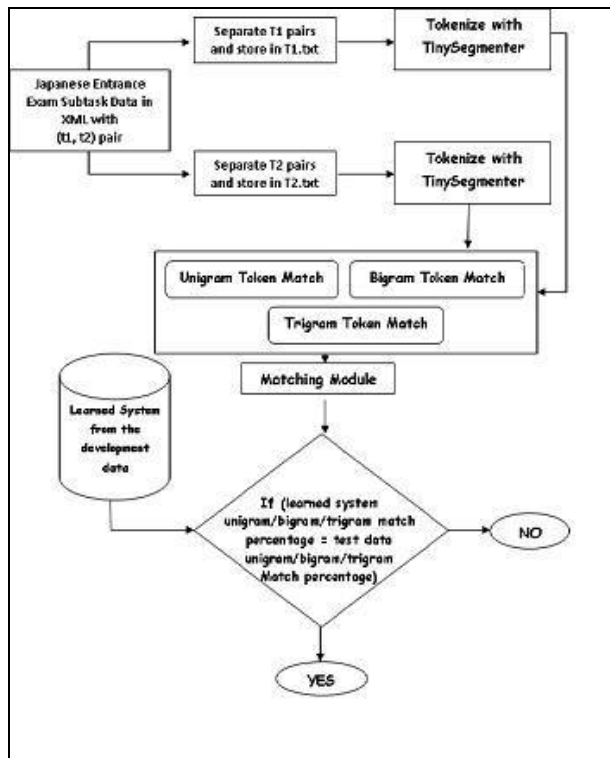 Separate T1 pairs
and store in T1.txt
Tokenize with
TinySegmenter
Japanese Entrance
Exam Subtask Data in
XML with
(t1, t2) pair
Separate T2 pairs
and store in T2.txt
Tokenize with
TinySegmenter
Unigram Token Match
Bigram Token Match
Trigram Token Match
Matching Module
Learned System
from the
development
data
If (learned system
unigram/bigram/trigram match
percentage = test data
unigram/bigram/trigram
Match percentage)
NO
YES